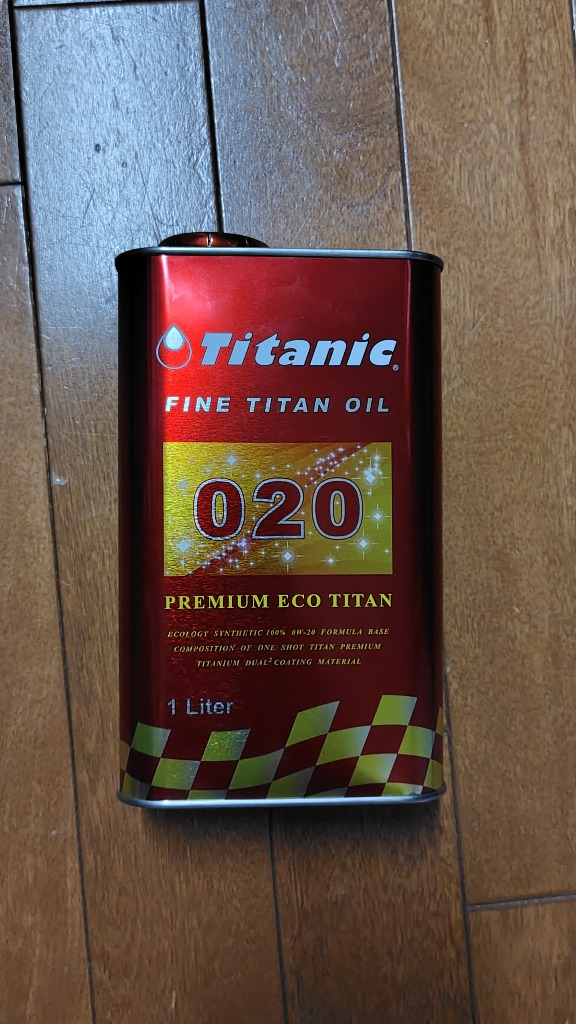 Titanic®
FINE TITAN OIL
020
PREMIUM ECO TITAN
ECOLOGY SYNTHETIC 100% 0W-20 FORMULA BASE
COMPOSITION OF ONE SHOT TITAN PREMIUM
TITANIUM DUAL² COATING MATERIAL
1 Liter